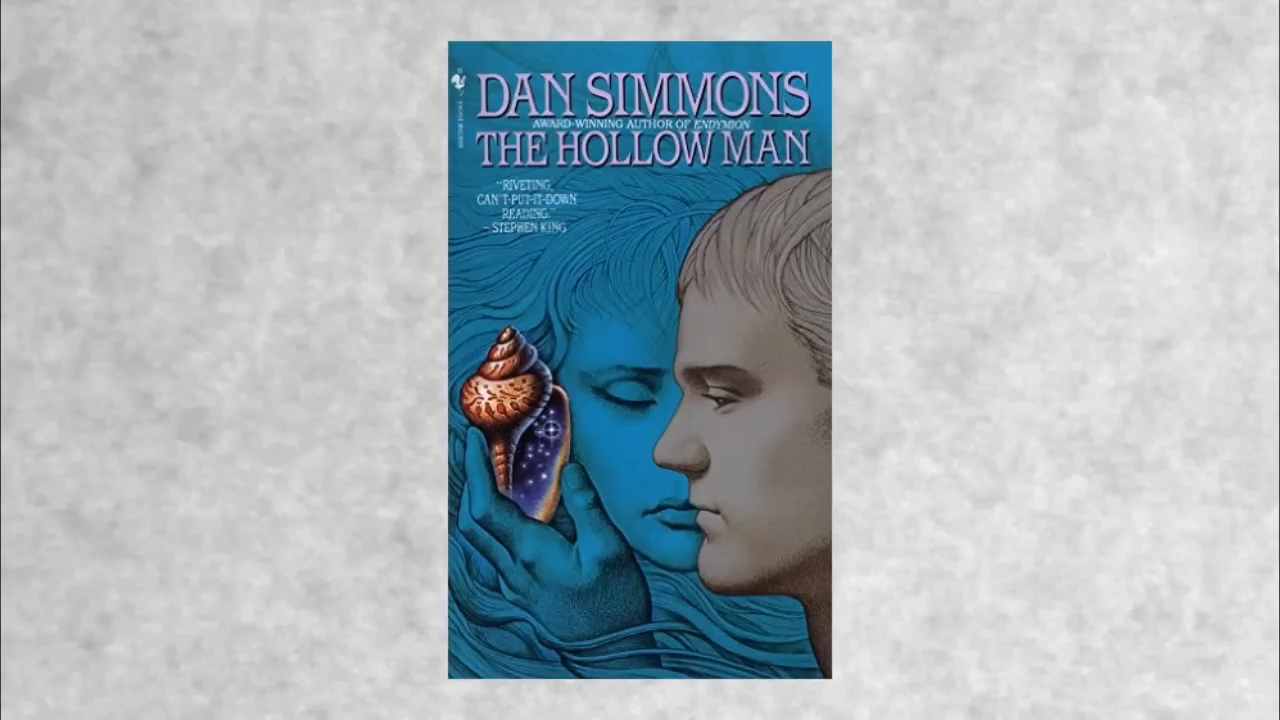 DAN SIMMONS
AWARD-WINNING AUTHOR OF ENDYMION
THE HOLLOW MAN
"RIVETING,
CAN'T-PUT-IT-DOWN
READING."
– STEPHEN KING